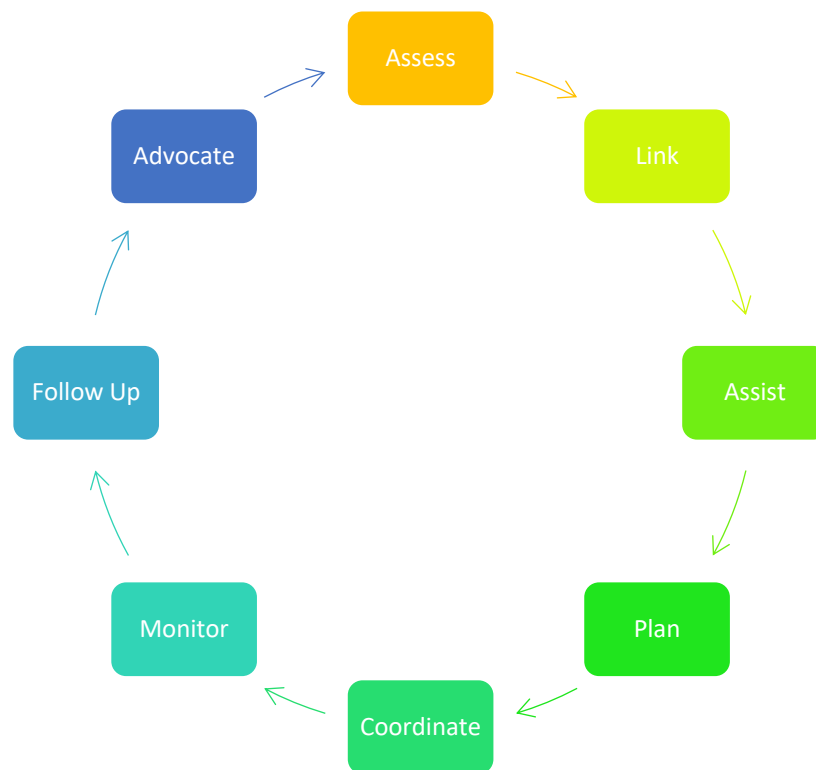 Assess
Link
Assist
Plan
Coordinate
Monitor
Follow Up
Advocate